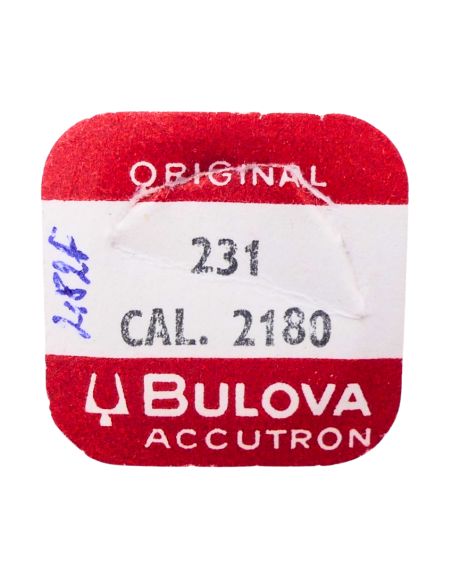 ORIGINAL
231
CAL. 2180
BULOVA
ACCUTRON